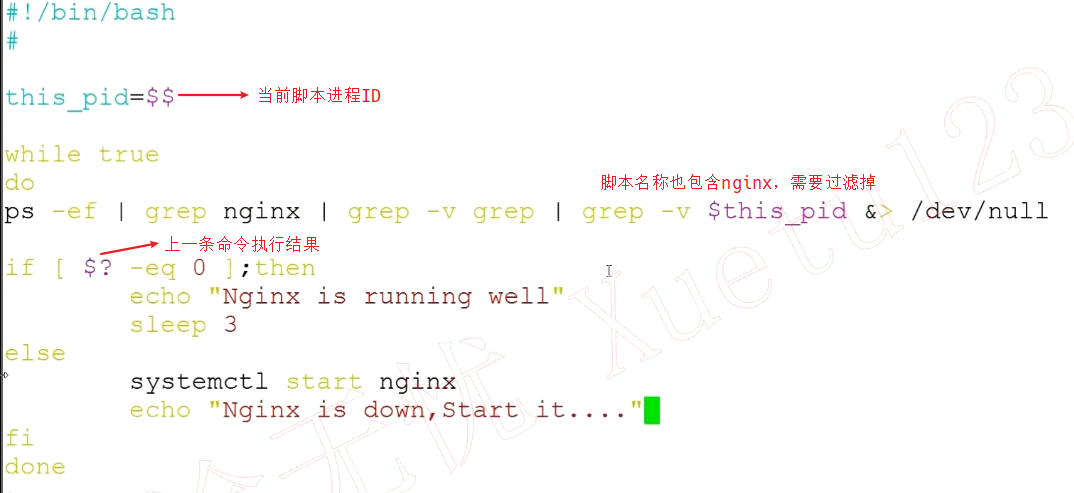 #!/bin/bash
#
this_pid=$$ 当前脚本进程ID
while true
do
脚本名称也包含nginx，需要过滤掉
ps -ef | grep nginx | grep -v grep | grep -v $this_pid &> /dev/null
上一条命令执行结果
if [ $? -eq 0 ];then
echo "Nginx is running well"
sleep 3
else
systemctl start nginx
echo "Nginx is down,Start it...."
fi
done
无忧 Xuetu123